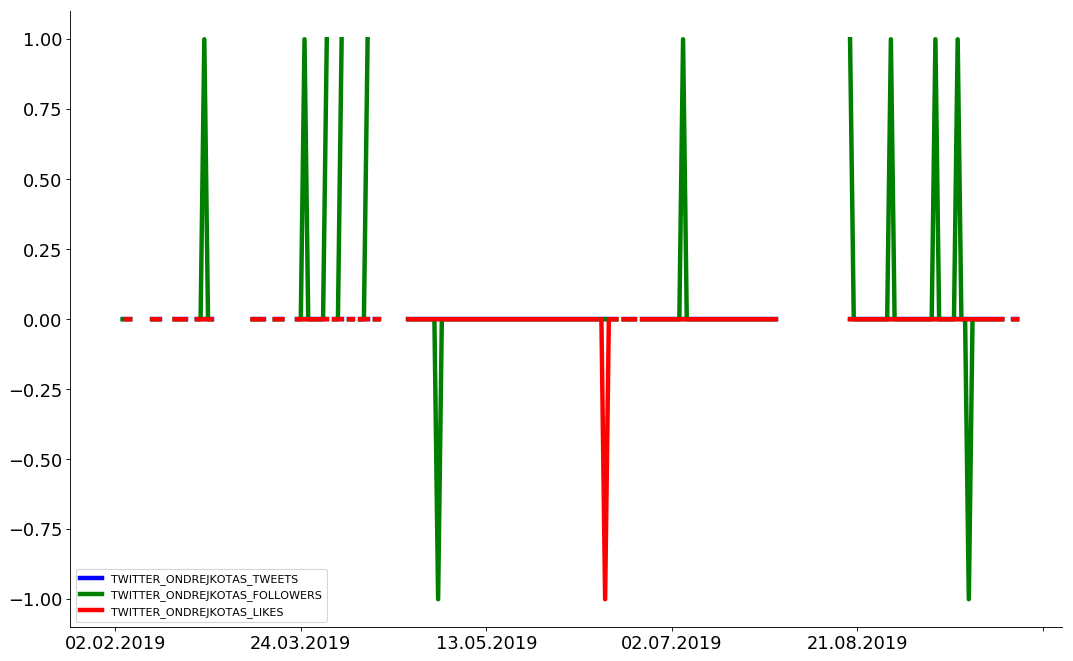 1.00
0.75
0.50
0.25
0.00
−0.25
−0.50
−0.75
−1.00
TWITTER_ONDREJKOTAS_TWEETS
TWITTER_ONDREJKOTAS_FOLLOWERS
TWITTER_ONDREJKOTAS_LIKES
02.02.2019 24.03.2019 13.05.2019 02.07.2019 21.08.2019